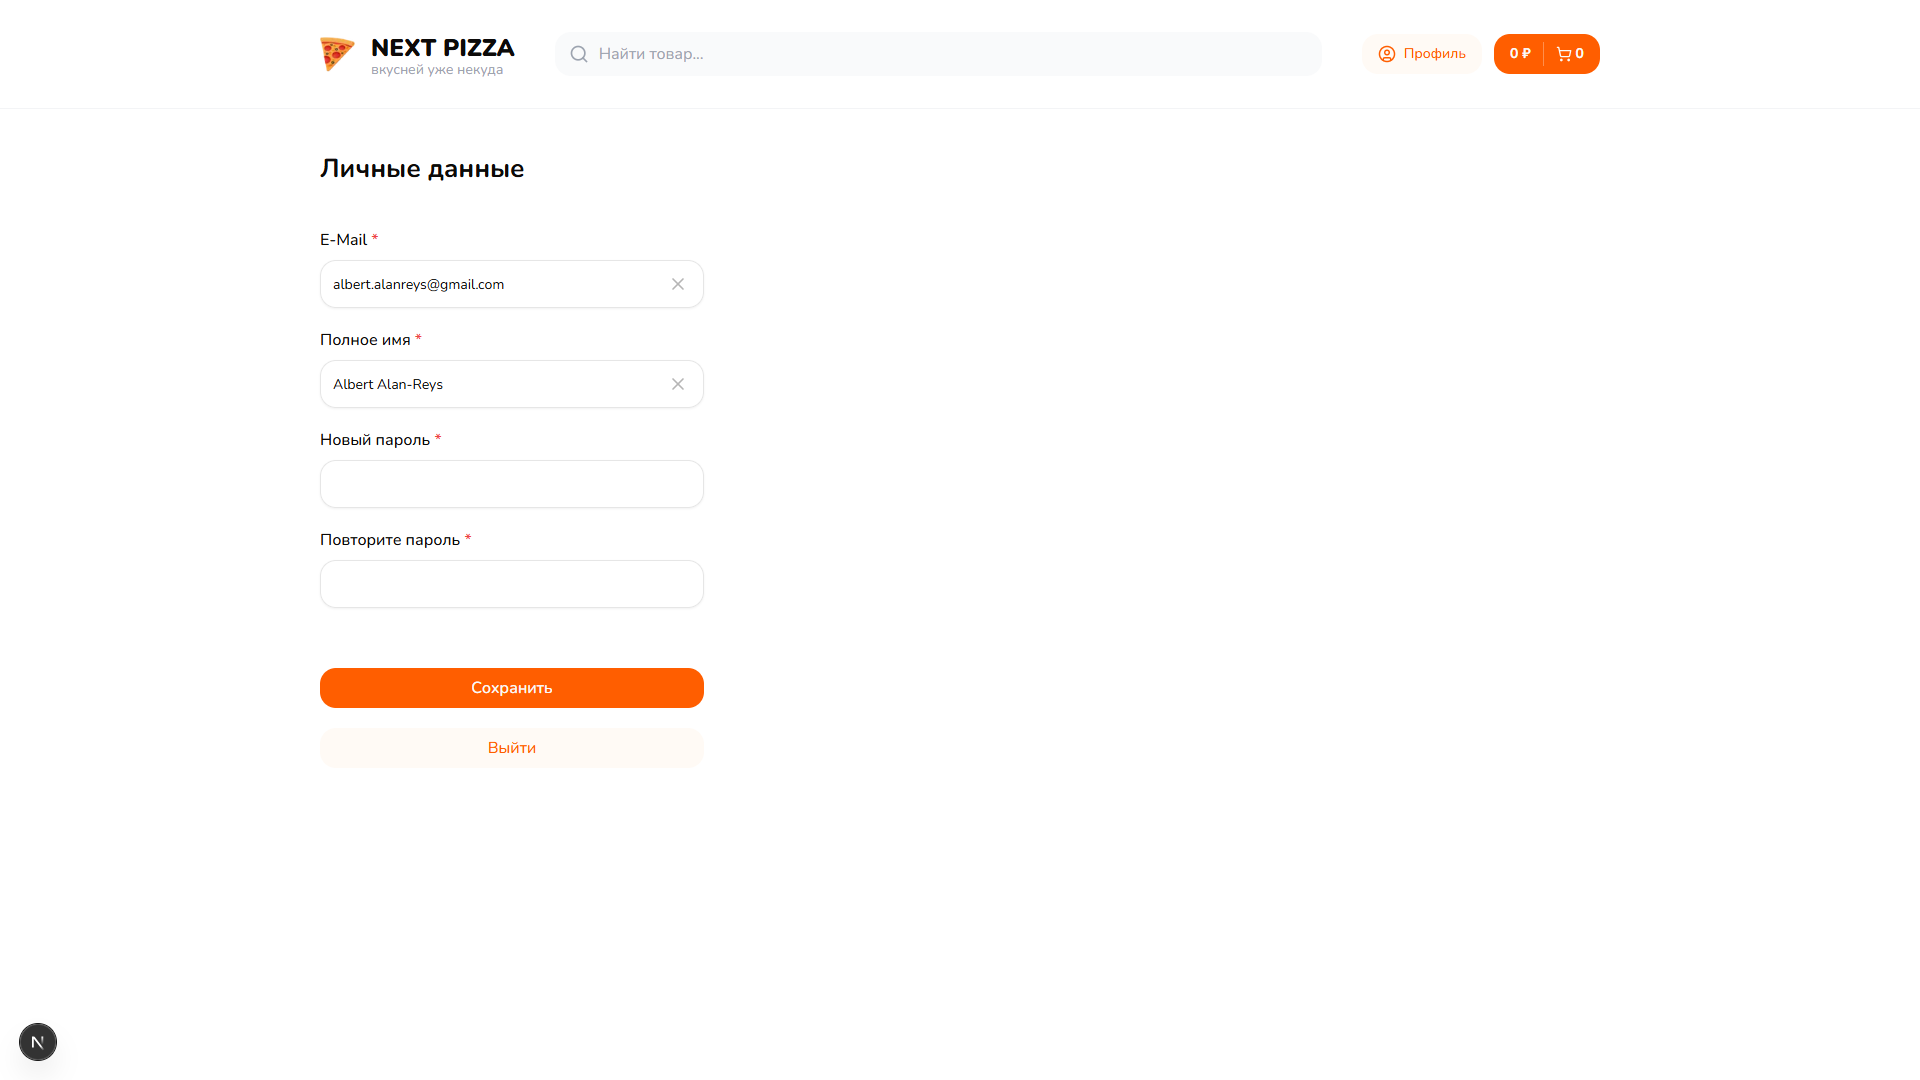 NEXT PIZZA
вкусней уже некуда
Найти товар...
Профиль
0 ₽
0
Личные данные
E-Mail *
albert.alanreys@gmail.com
Полное имя *
Albert Alan-Reys
Новый пароль *
Повторите пароль *
Сохранить
Выйти
N